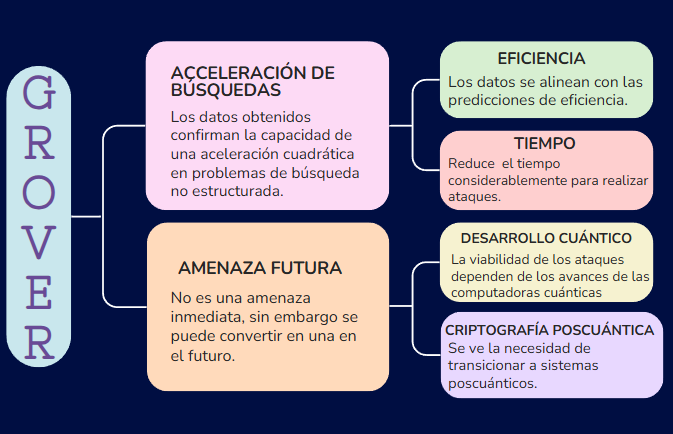 GROVER
ACCELERACIÓN DE
BÚSQUEDAS
Los datos obtenidos
confirman la capacidad de
una aceleración cuadrática
en problemas de búsqueda
no estructurada.
EFICIENCIA
Los datos se alinean con las
predicciones de eficiencia.
TIEMPO
Reduce el tiempo
considerablemente para realizar
ataques.
AMENAZA FUTURA
No es una amenaza
inmediata, sin embargo se
puede convertir en una en
el futuro.
DESARROLLO CUÁNTICO
La viabilidad de los ataques
dependen de los avances de las
computadoras cuánticas
CRIPTOGRAFÍA POSCUÁNTICA
Se ve la necesidad de
transicionar a sistemas
poscuánticos.